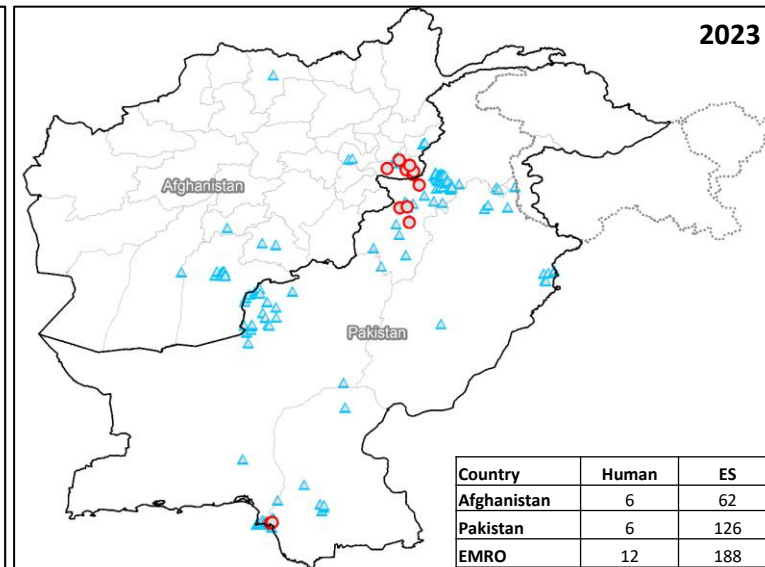 2023
Afghanistan
Pakistan
Country Human ES
Afghanistan 6 62
Pakistan 6 126
EMRO 12 188